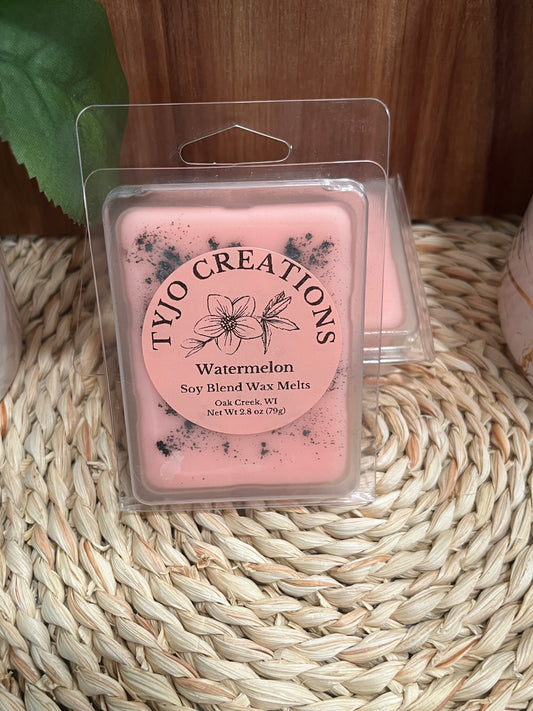 TYJO CREATIONS
Watermelon
Soy Blend Wax Melts
Oak Creek, WI
Net Wt 2.8 oz (79g)